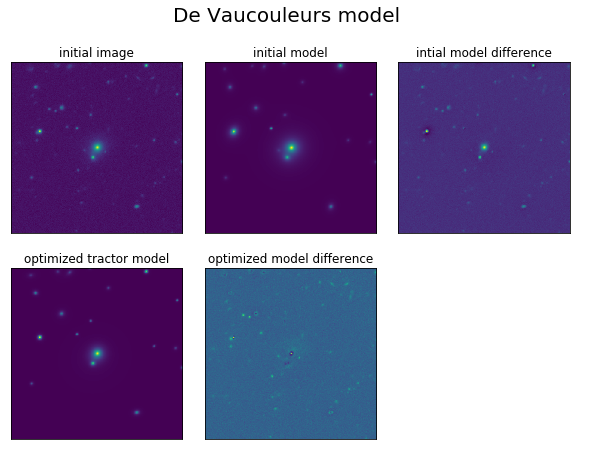 De Vaucouleurs model
initial image
initial model
intial model difference
optimized tractor model
optimized model difference